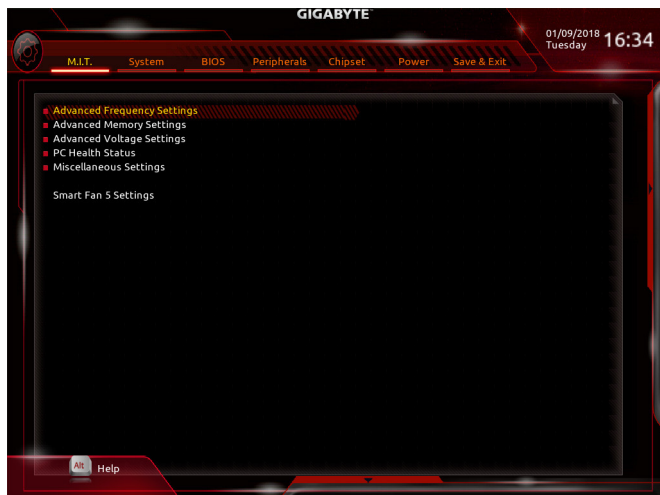 GIGABYTE™
01/09/2018 16:34
Tuesday
M.I.T. System BIOS Peripherals Chipset Power Save & Exit
Advanced Frequency Settings
Advanced Memory Settings
Advanced Voltage Settings
PC Health Status
Miscellaneous Settings
Smart Fan 5 Settings
Alt Help